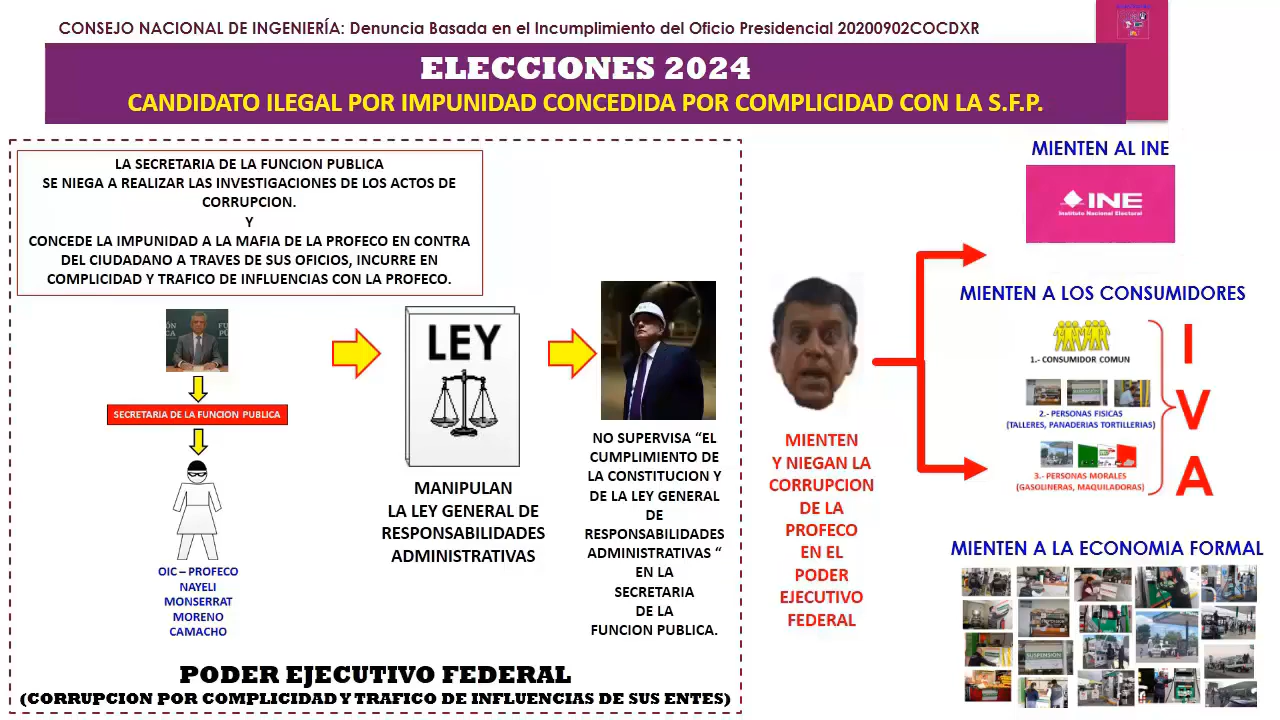 CONSEJO NACIONAL DE INGENIERÍA: Denuncia Basada en el Incumplimiento del Oficio Presidencial 20200902COCDXR
ELECCIONES 2024
CANDIDATO ILEGAL POR IMPUNIDAD CONCEDIDA POR COMPLICIDAD CON LA S.F.P.
LA SECRETARIA DE LA FUNCION PUBLICA
SE NIEGA A REALIZAR LAS INVESTIGACIONES DE LOS ACTOS DE
CORRUPCION.
Y
CONCEDE LA IMPUNIDAD A LA MAFIA DE LA PROFECO EN CONTRA
DEL CIUDADANO A TRAVES DE SUS OFICIOS, INCURRE EN
COMPLICIDAD Y TRAFICO DE INFLUENCIAS CON LA PROFECO.
SECRETARIA DE LA FUNCION PUBLICA
OIC – PROFECO
NAYELI
MONSERRAT
MORENO
CAMACHO
LEY
MANIPULAN
LA LEY GENERAL DE
RESPONSABILIDADES
ADMINISTRATIVAS
NO SUPERVISA “EL
CUMPLIMIENTO DE
LA CONSTITUCION Y
DE LA LEY GENERAL
DE
RESPONSABILIDADES
ADMINISTRATIVAS “
EN LA
SECRETARIA
DE LA
FUNCION PUBLICA.
PODER EJECUTIVO FEDERAL
(CORRUPCION POR COMPLICIDAD Y TRAFICO DE INFLUENCIAS DE SUS ENTES)
MIENTEN
Y NIEGAN LA
CORRUPCION
DE LA
PROFECO
EN EL
PODER
EJECUTIVO
FEDERAL
MIENTEN AL INE
INE
Instituto Nacional Electoral
MIENTEN A LOS CONSUMIDORES
1.- CONSUMIDOR COMUN
2.- PERSONAS FISICAS
(TALLERES, PANADERIAS TORTILLERIAS)
3.- PERSONAS MORALES
(GASOLINERAS, MAQUILADORAS)
I
V
A
MIENTEN A LA ECONOMIA FORMAL
SUSPENSIÓN